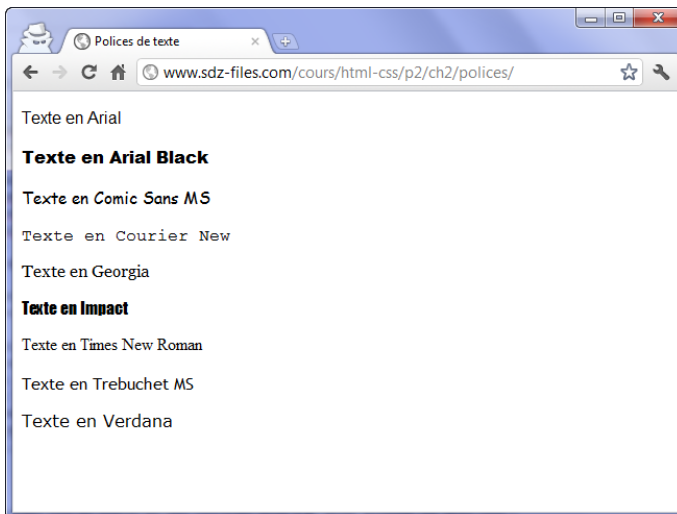 Polices de texte
www.sdz-files.com/cours/html-css/p2/ch2/polices/
Texte en Arial
Texte en Arial Black
Texte en Comic Sans MS
Texte en Courier New
Texte en Georgia
Texte en Impact
Texte en Times New Roman
Texte en Trebuchet MS
Texte en Verdana